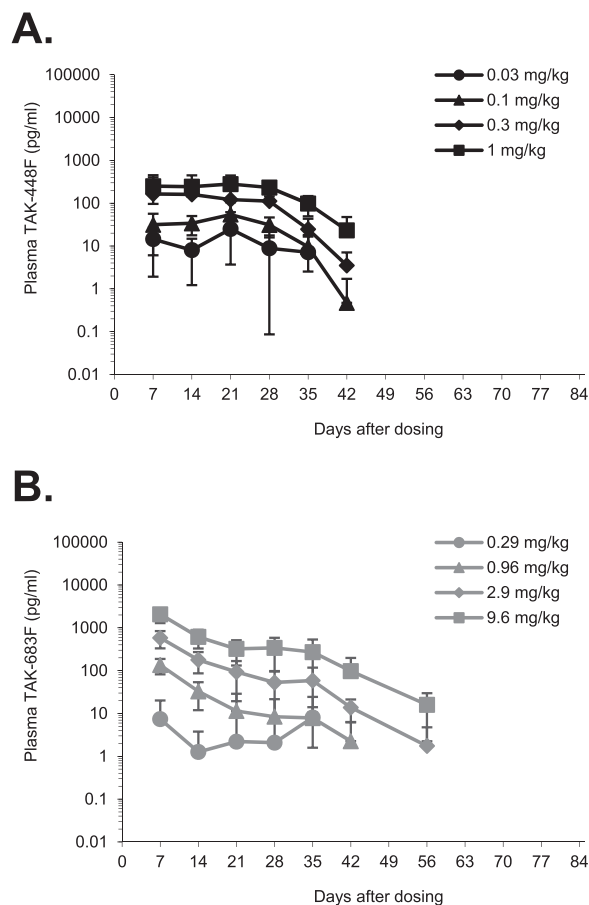 A.
Plasma TAK-448F (pg/ml)
100000
10000
1000
100
10
1
0.1
0.01
0 7 14 21 28 35 42 49 56 63 70 77 84
Days after dosing
0.03 mg/kg
0.1 mg/kg
0.3 mg/kg
1 mg/kg
B.
Plasma TAK-683F (pg/ml)
100000
10000
1000
100
10
1
0.1
0.01
0 7 14 21 28 35 42 49 56 63 70 77 84
Days after dosing
0.29 mg/kg
0.96 mg/kg
2.9 mg/kg
9.6 mg/kg